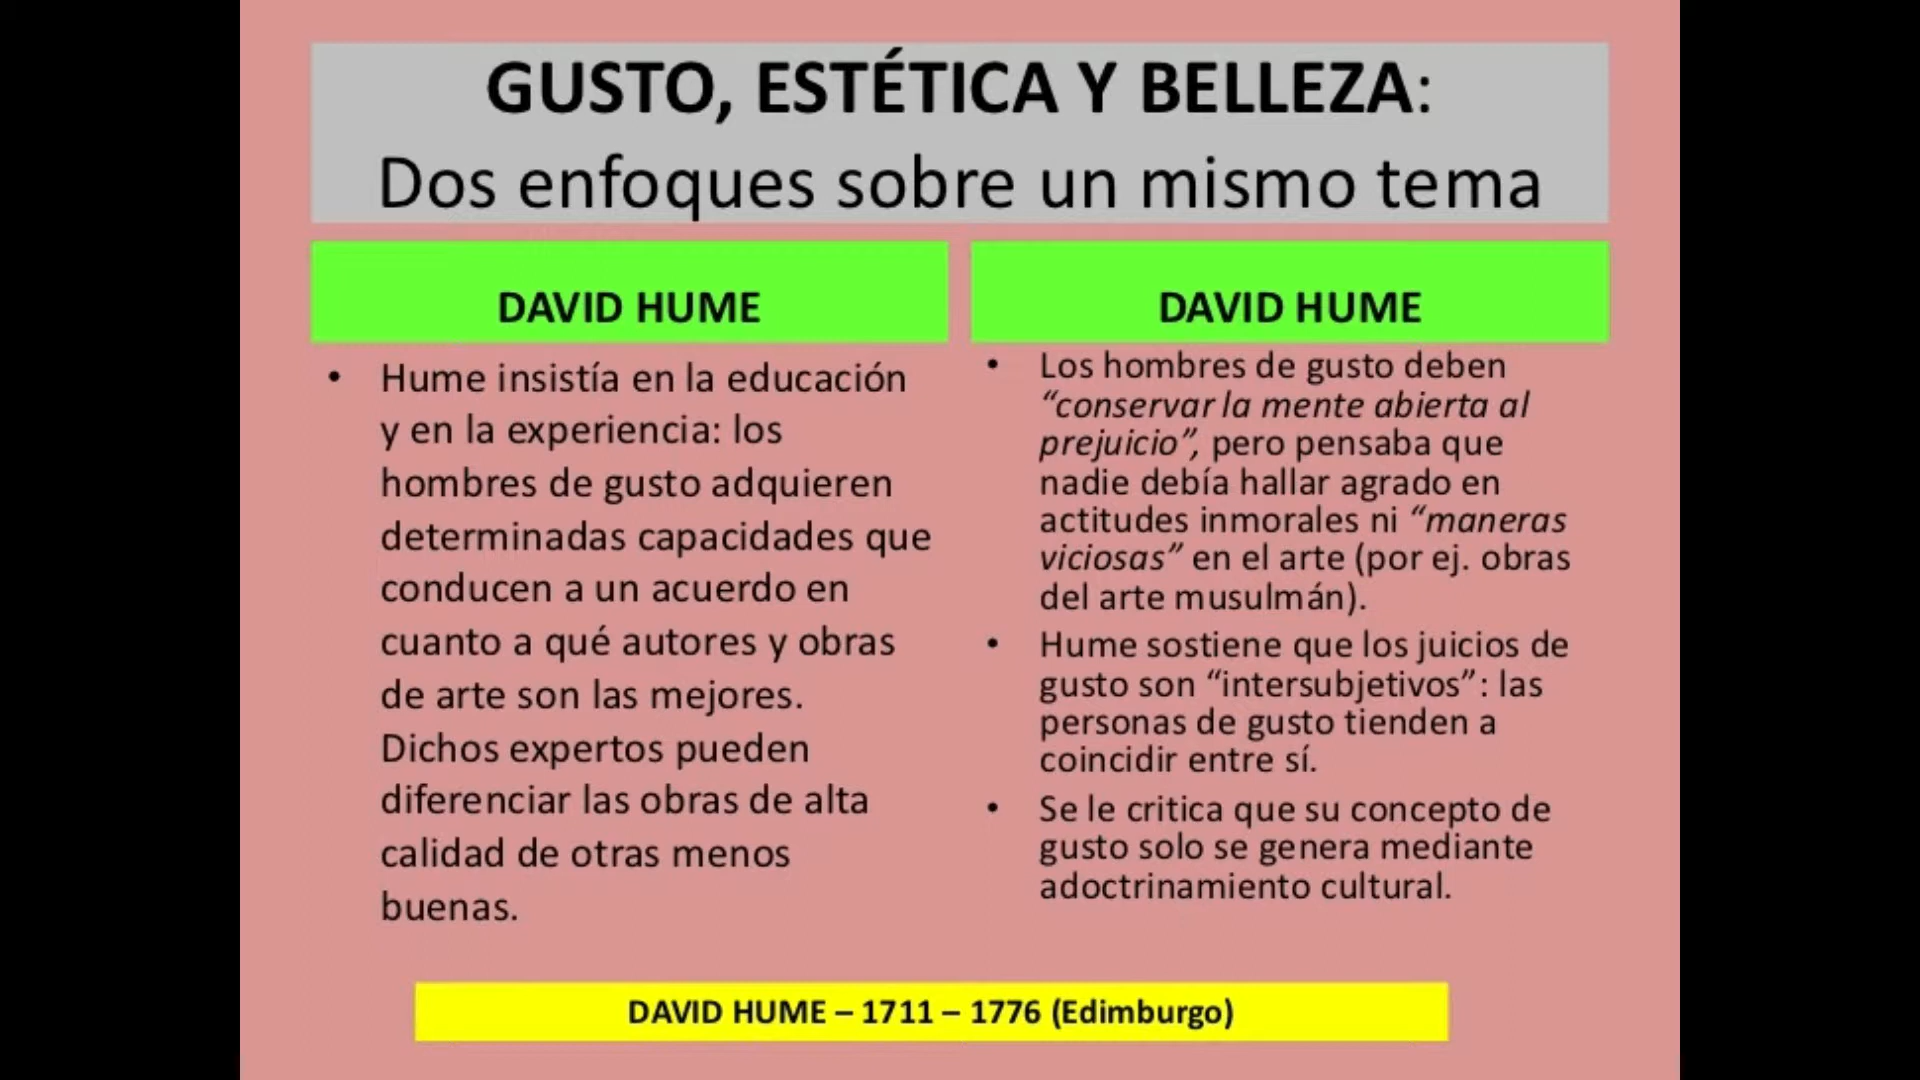 GUSTO, ESTÉTICA Y BELLEZA:
Dos enfoques sobre un mismo tema
DAVID HUME
• Hume insistía en la educación
y en la experiencia: los
hombres de gusto adquieren
determinadas capacidades que
conducen a un acuerdo en
cuanto a qué autores y obras
de arte son las mejores.
Dichos expertos pueden
diferenciar las obras de alta
calidad de otras menos
buenas.
DAVID HUME
• Los hombres de gusto deben
“conservar la mente abierta al
prejuicio”, pero pensaba que
nadie debía hallar agrado en
actitudes inmorales ni “maneras
viciosas” en el arte (por ej. obras
del arte musulmán).
• Hume sostiene que los juicios de
gusto son “intersubjetivos”: las
personas de gusto tienden a
coincidir entre sí.
• Se le critica que su concepto de
gusto solo se genera mediante
adoctrinamiento cultural.
DAVID HUME – 1711 – 1776 (Edimburgo)